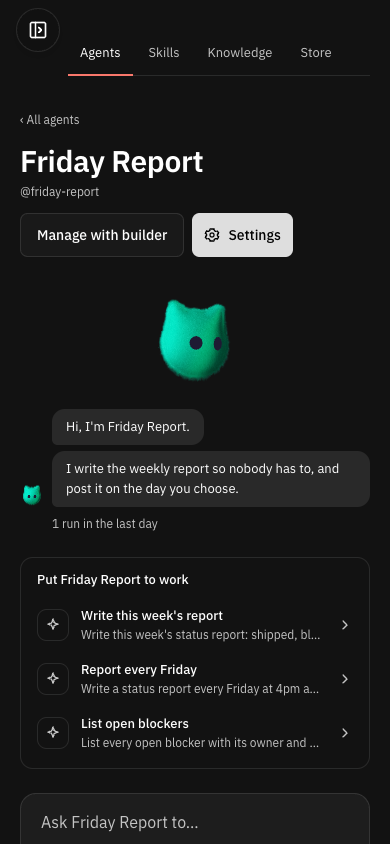 Agents Skills Knowledge Store
‹ All agents
Friday Report
@friday-report
Manage with builder
Settings
Hi, I'm Friday Report.
I write the weekly report so nobody has to, and
post it on the day you choose.
1 run in the last day
Put Friday Report to work
Write this week's report
Write this week's status report: shipped, bl...
Report every Friday
Write a status report every Friday at 4pm a...
List open blockers
List every open blocker with its owner and ...
Ask Friday Report to...